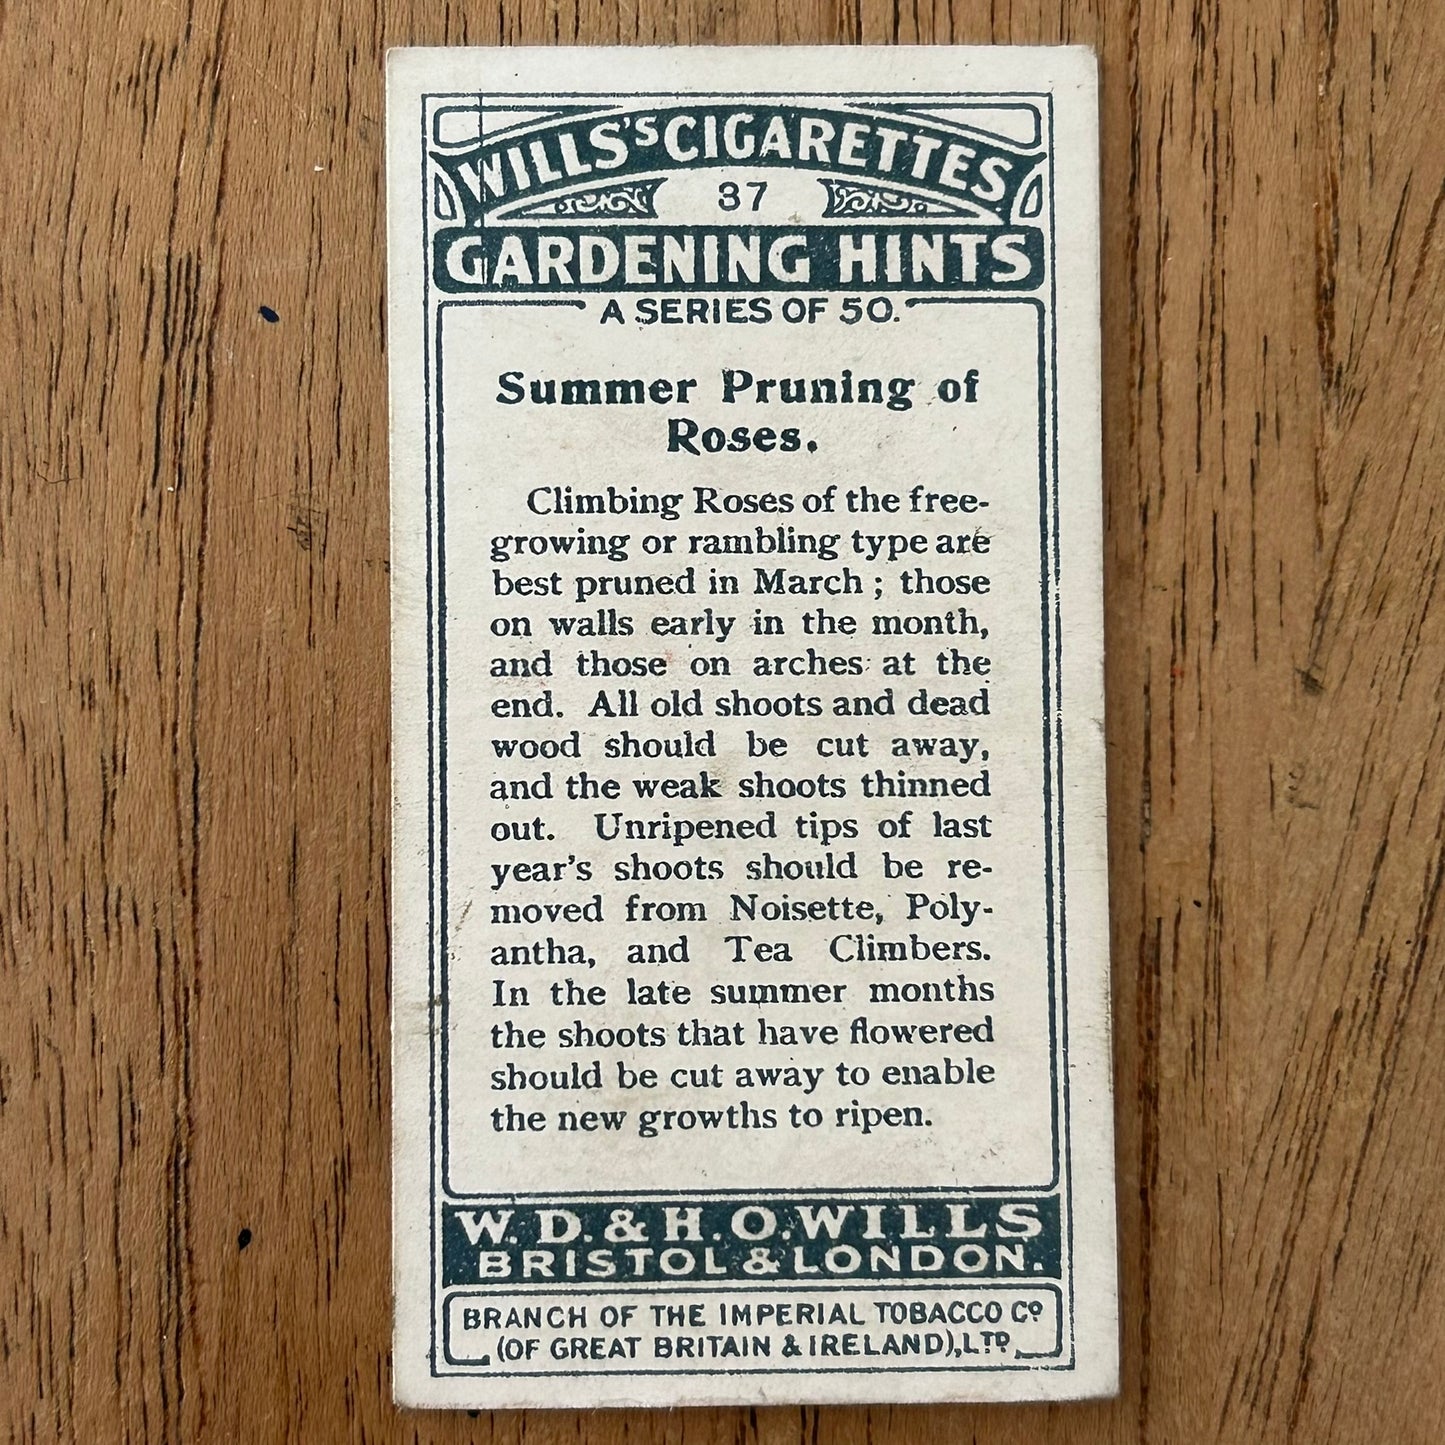 WILLS'S CIGARETTES
37
GARDENING HINTS
A SERIES OF 50.
Summer Pruning of
Roses.
Climbing Roses of the free-
growing or rambling type are
best pruned in March ; those
on walls early in the month,
and those on arches at the
end. All old shoots and dead
wood should be cut away,
and the weak shoots thinned
out. Unripened tips of last
year's shoots should be re-
moved from Noisette, Poly-
antha, and Tea Climbers.
In the late summer months
the shoots that have flowered
should be cut away to enable
the new growths to ripen.
W. D. & H. O. WILLS
BRISTOL & LONDON.
BRANCH OF THE IMPERIAL TOBACCO Co.
(OF GREAT BRITAIN & IRELAND), LTD.